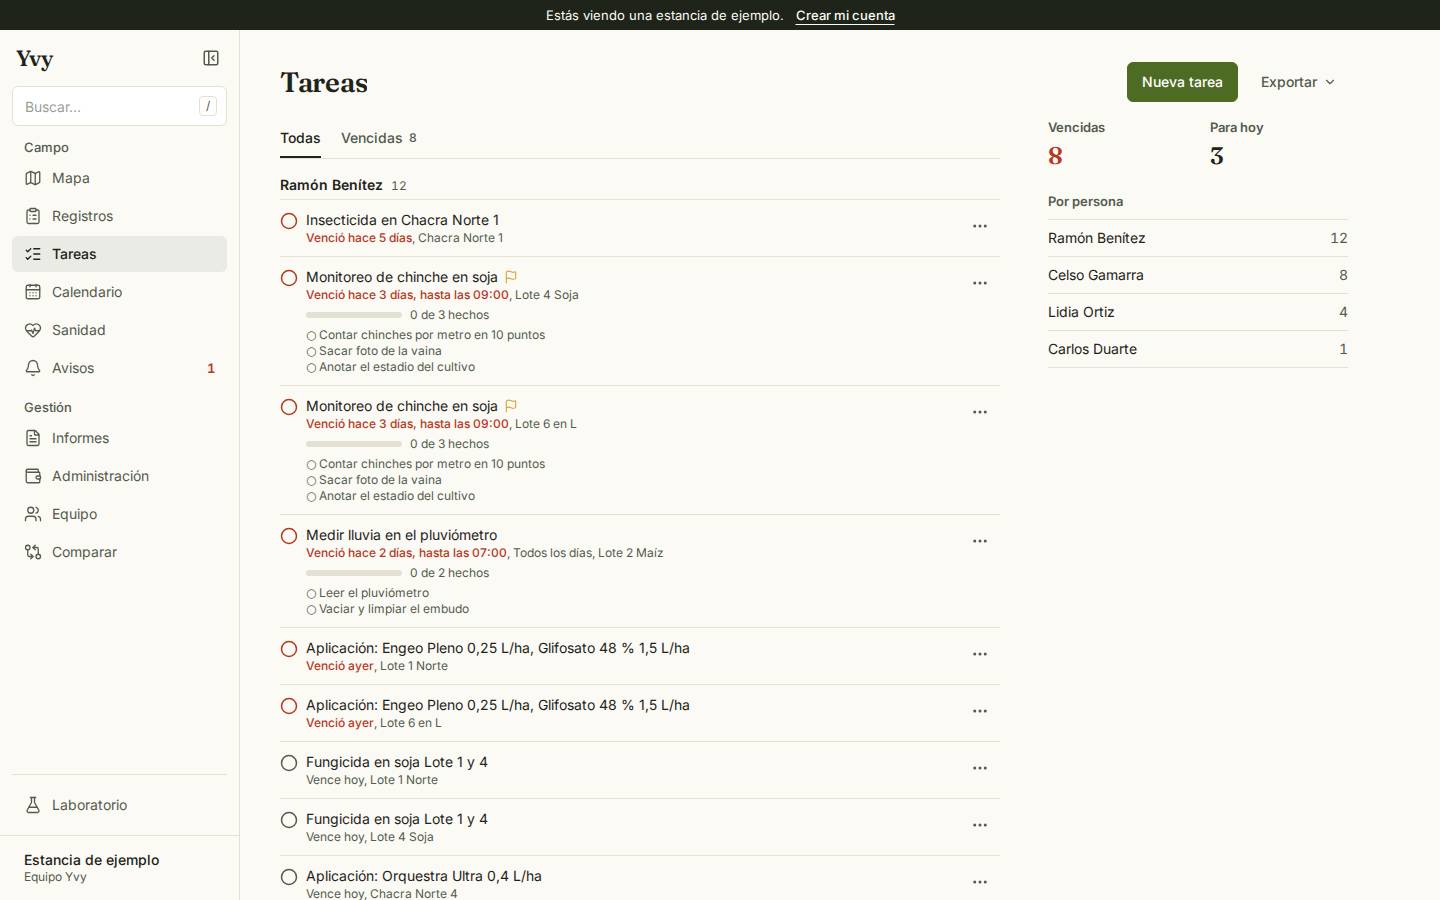 Estás viendo una estancia de ejemplo. Crear mi cuenta
Yvy
Buscar... /
Campo
Mapa
Registros
Tareas
Calendario
Sanidad
Avisos 1
Gestión
Informes
Administración
Equipo
Comparar
Laboratorio
Estancia de ejemplo
Equipo Yvy
Tareas
Nueva tarea Exportar
Todas Vencidas 8
Ramón Benítez 12
Insecticida en Chacra Norte 1
Venció hace 5 días, Chacra Norte 1
Monitoreo de chinche en soja
Venció hace 3 días, hasta las 09:00, Lote 4 Soja
0 de 3 hechos
Contar chinches por metro en 10 puntos
Sacar foto de la vaina
Anotar el estadio del cultivo
Monitoreo de chinche en soja
Venció hace 3 días, hasta las 09:00, Lote 6 en L
0 de 3 hechos
Contar chinches por metro en 10 puntos
Sacar foto de la vaina
Anotar el estadio del cultivo
Medir lluvia en el pluviómetro
Venció hace 2 días, hasta las 07:00, Todos los días, Lote 2 Maíz
0 de 2 hechos
Leer el pluviómetro
Vaciar y limpiar el embudo
Aplicación: Engeo Pleno 0,25 L/ha, Glifosato 48 % 1,5 L/ha
Venció ayer, Lote 1 Norte
Aplicación: Engeo Pleno 0,25 L/ha, Glifosato 48 % 1,5 L/ha
Venció ayer, Lote 6 en L
Fungicida en soja Lote 1 y 4
Vence hoy, Lote 1 Norte
Fungicida en soja Lote 1 y 4
Vence hoy, Lote 4 Soja
Aplicación: Orquestra Ultra 0,4 L/ha
Vence hoy, Chacra Norte 4
Vencidas Para hoy
8 3
Por persona
Ramón Benítez 12
Celso Gamarra 8
Lidia Ortiz 4
Carlos Duarte 1